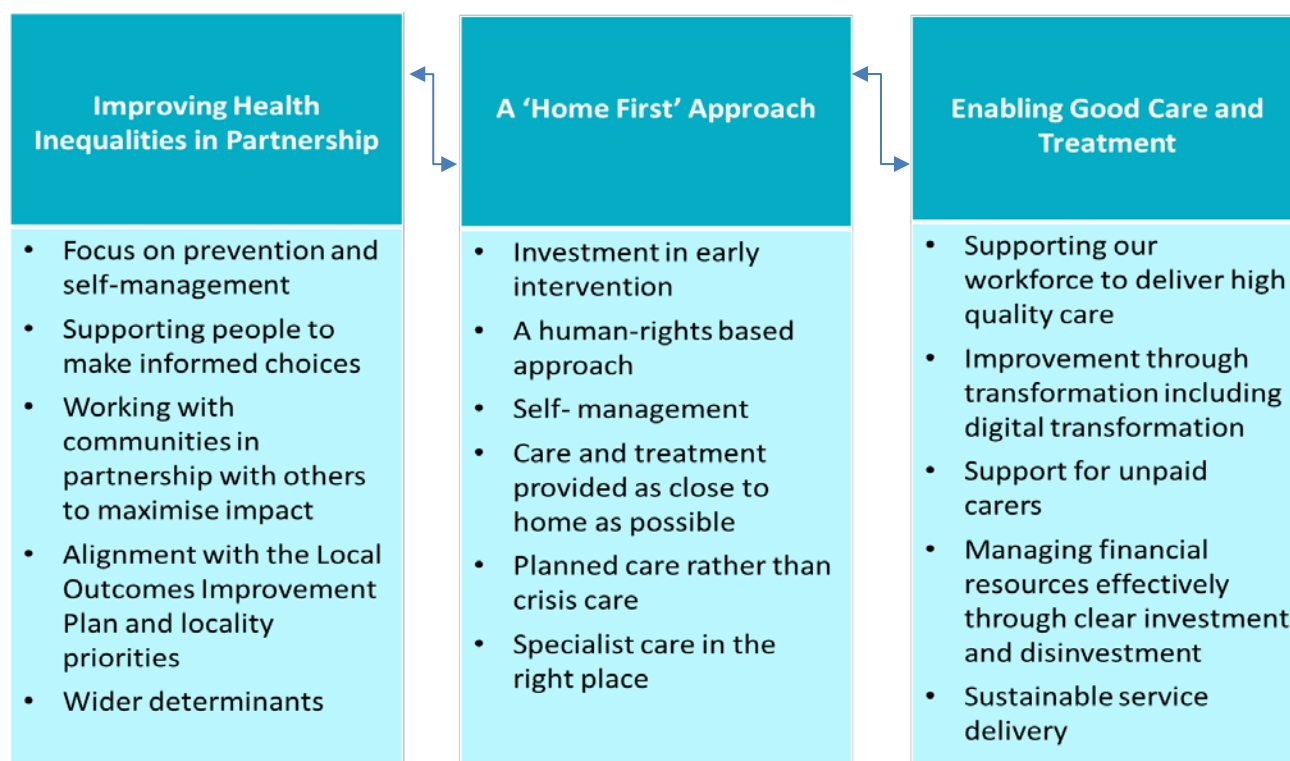 Improving Health
Inequalities in Partnership
• Focus on prevention and
self-management
• Supporting people to
make informed choices
• Working with
communities in
partnership with others
to maximise impact
• Alignment with the Local
Outcomes Improvement
Plan and locality
priorities
• Wider determinants
A ‘Home First’ Approach
• Investment in early
intervention
• A human-rights based
approach
• Self- management
• Care and treatment
provided as close to
home as possible
• Planned care rather than
crisis care
• Specialist care in the
right place
Enabling Good Care and
Treatment
• Supporting our
workforce to deliver high
quality care
• Improvement through
transformation including
digital transformation
• Support for unpaid
carers
• Managing financial
resources effectively
through clear investment
and disinvestment
• Sustainable service
delivery